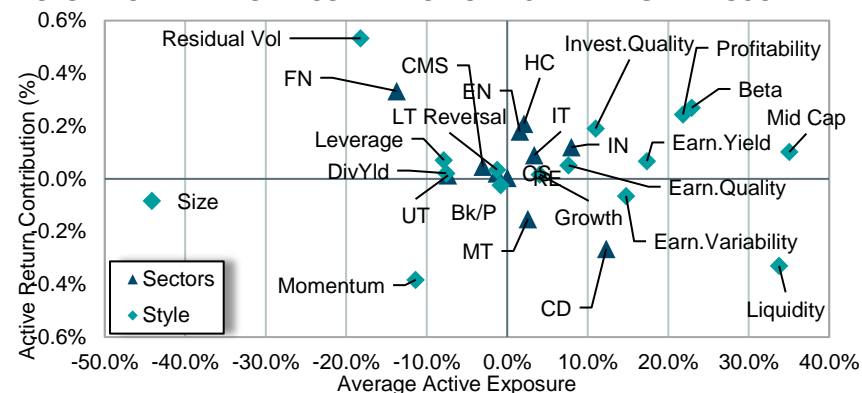 0.6%
Residual Vol
Invest.Quality
Profitability
HC
0.4%
CMS
FN
EN
Beta
LT Reversal
IT
Mid Cap
0.2%
Leverage
IN
Earn.Yield
DivYld
0.0%
Earn.Quality
Size
UT
Bk/P
Growth
-0.2%
MT
Earn.Variability
Sectors
Momentum
-0.4%
Style
CD
Liquidity
-0.6%
-50.0% -40.0% -30.0% -20.0% -10.0% 0.0% 10.0% 20.0% 30.0% 40.0%
Average Active Exposure
Active Return Contribution (%)